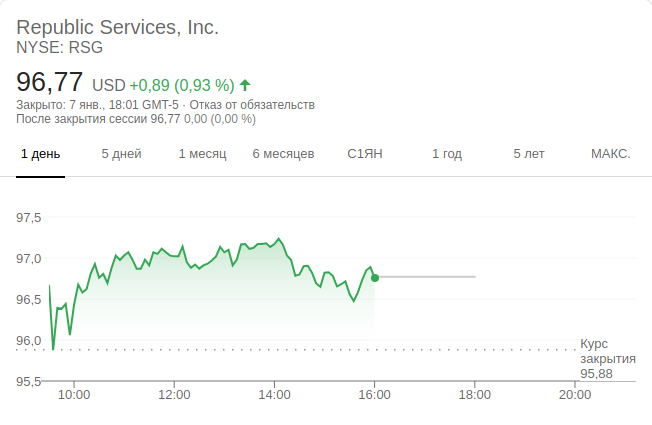 Republic Services, Inc.
NYSE: RSG
96,77 USD +0,89 (0,93 %)
Закрыто: 7 янв., 18:01 GMT-5 · Отказ от обязательств
После закрытия сессии 96,77 0,00 (0,00 %)
1 день 5 дней 1 месяц 6 месяцев С1ЯН 1 год 5 лет МАКС.
97,5
97,0
96,5
96,0
Курс
закрытия
95,88
95,5
10:00 12:00 14:00 16:00 18:00 20:00